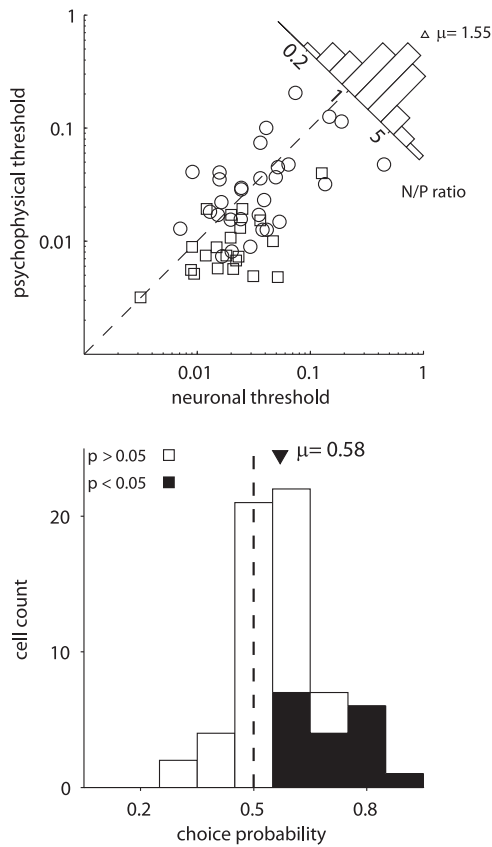 1
△ μ= 1.55
0.2
1
5
N/P ratio
0.1
0.01
psychophysical threshold
0.01
0.1
1
neuronal threshold
p > 0.05
p < 0.05
μ= 0.58
20
10
0
cell count
0.2
0.5
0.8
choice probability